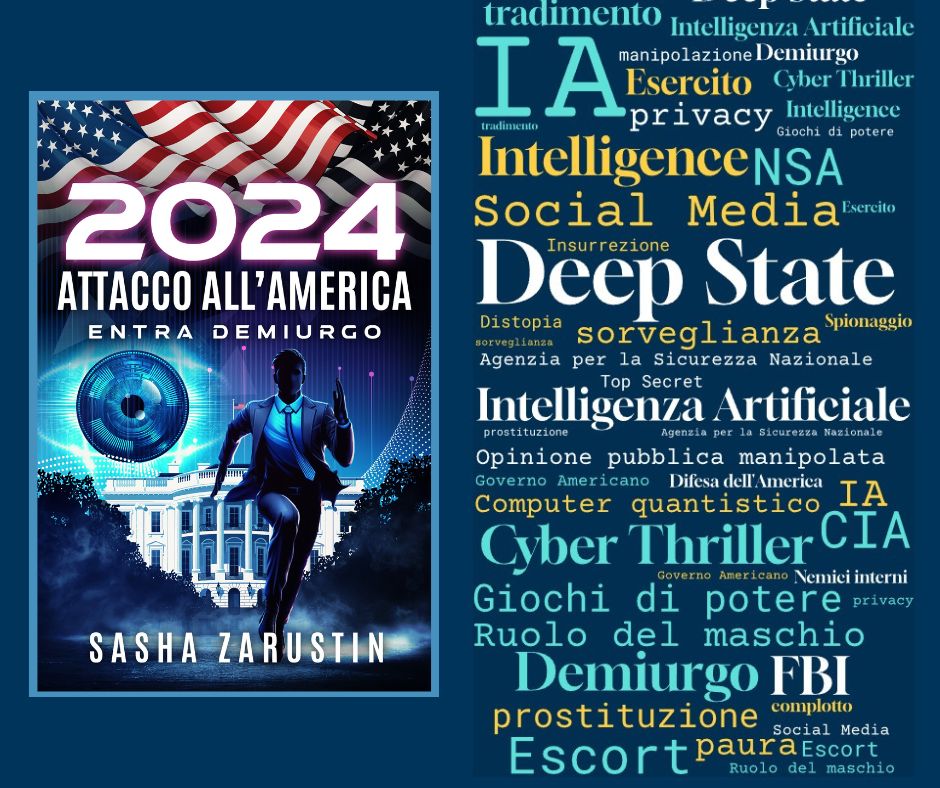 2024
ATTACCO ALL'AMERICA
ENTRA DEMIURGO
SASHA ZARUSTIN
Deep State
tradimento
Intelligenza Artificiale
IA
manipolazione Demiurgo
Esercito Cyber Thriller
privacy Intelligence
tradimento
Giochi di potere
Intelligence NSA
Social Media Esercito
Insurrezione
Deep State
Distopia sorveglianza Spionaggio
sorveglianza
Agenzia per la Sicurezza Nazionale
Top Secret
Intelligenza Artificiale
prostituzione Agenzia per la Sicurezza Nazionale
Opinione pubblica manipolata
Governo Americano Difesa dell'America
Computer quantistico IA
Cyber Thriller CIA
Governo Americano Nemici interni
Giochi di potere privacy
Ruolo del maschio
Demiurgo FBI
complotto
prostituzione
Social Media
Escort paura Escort
Ruolo del maschio